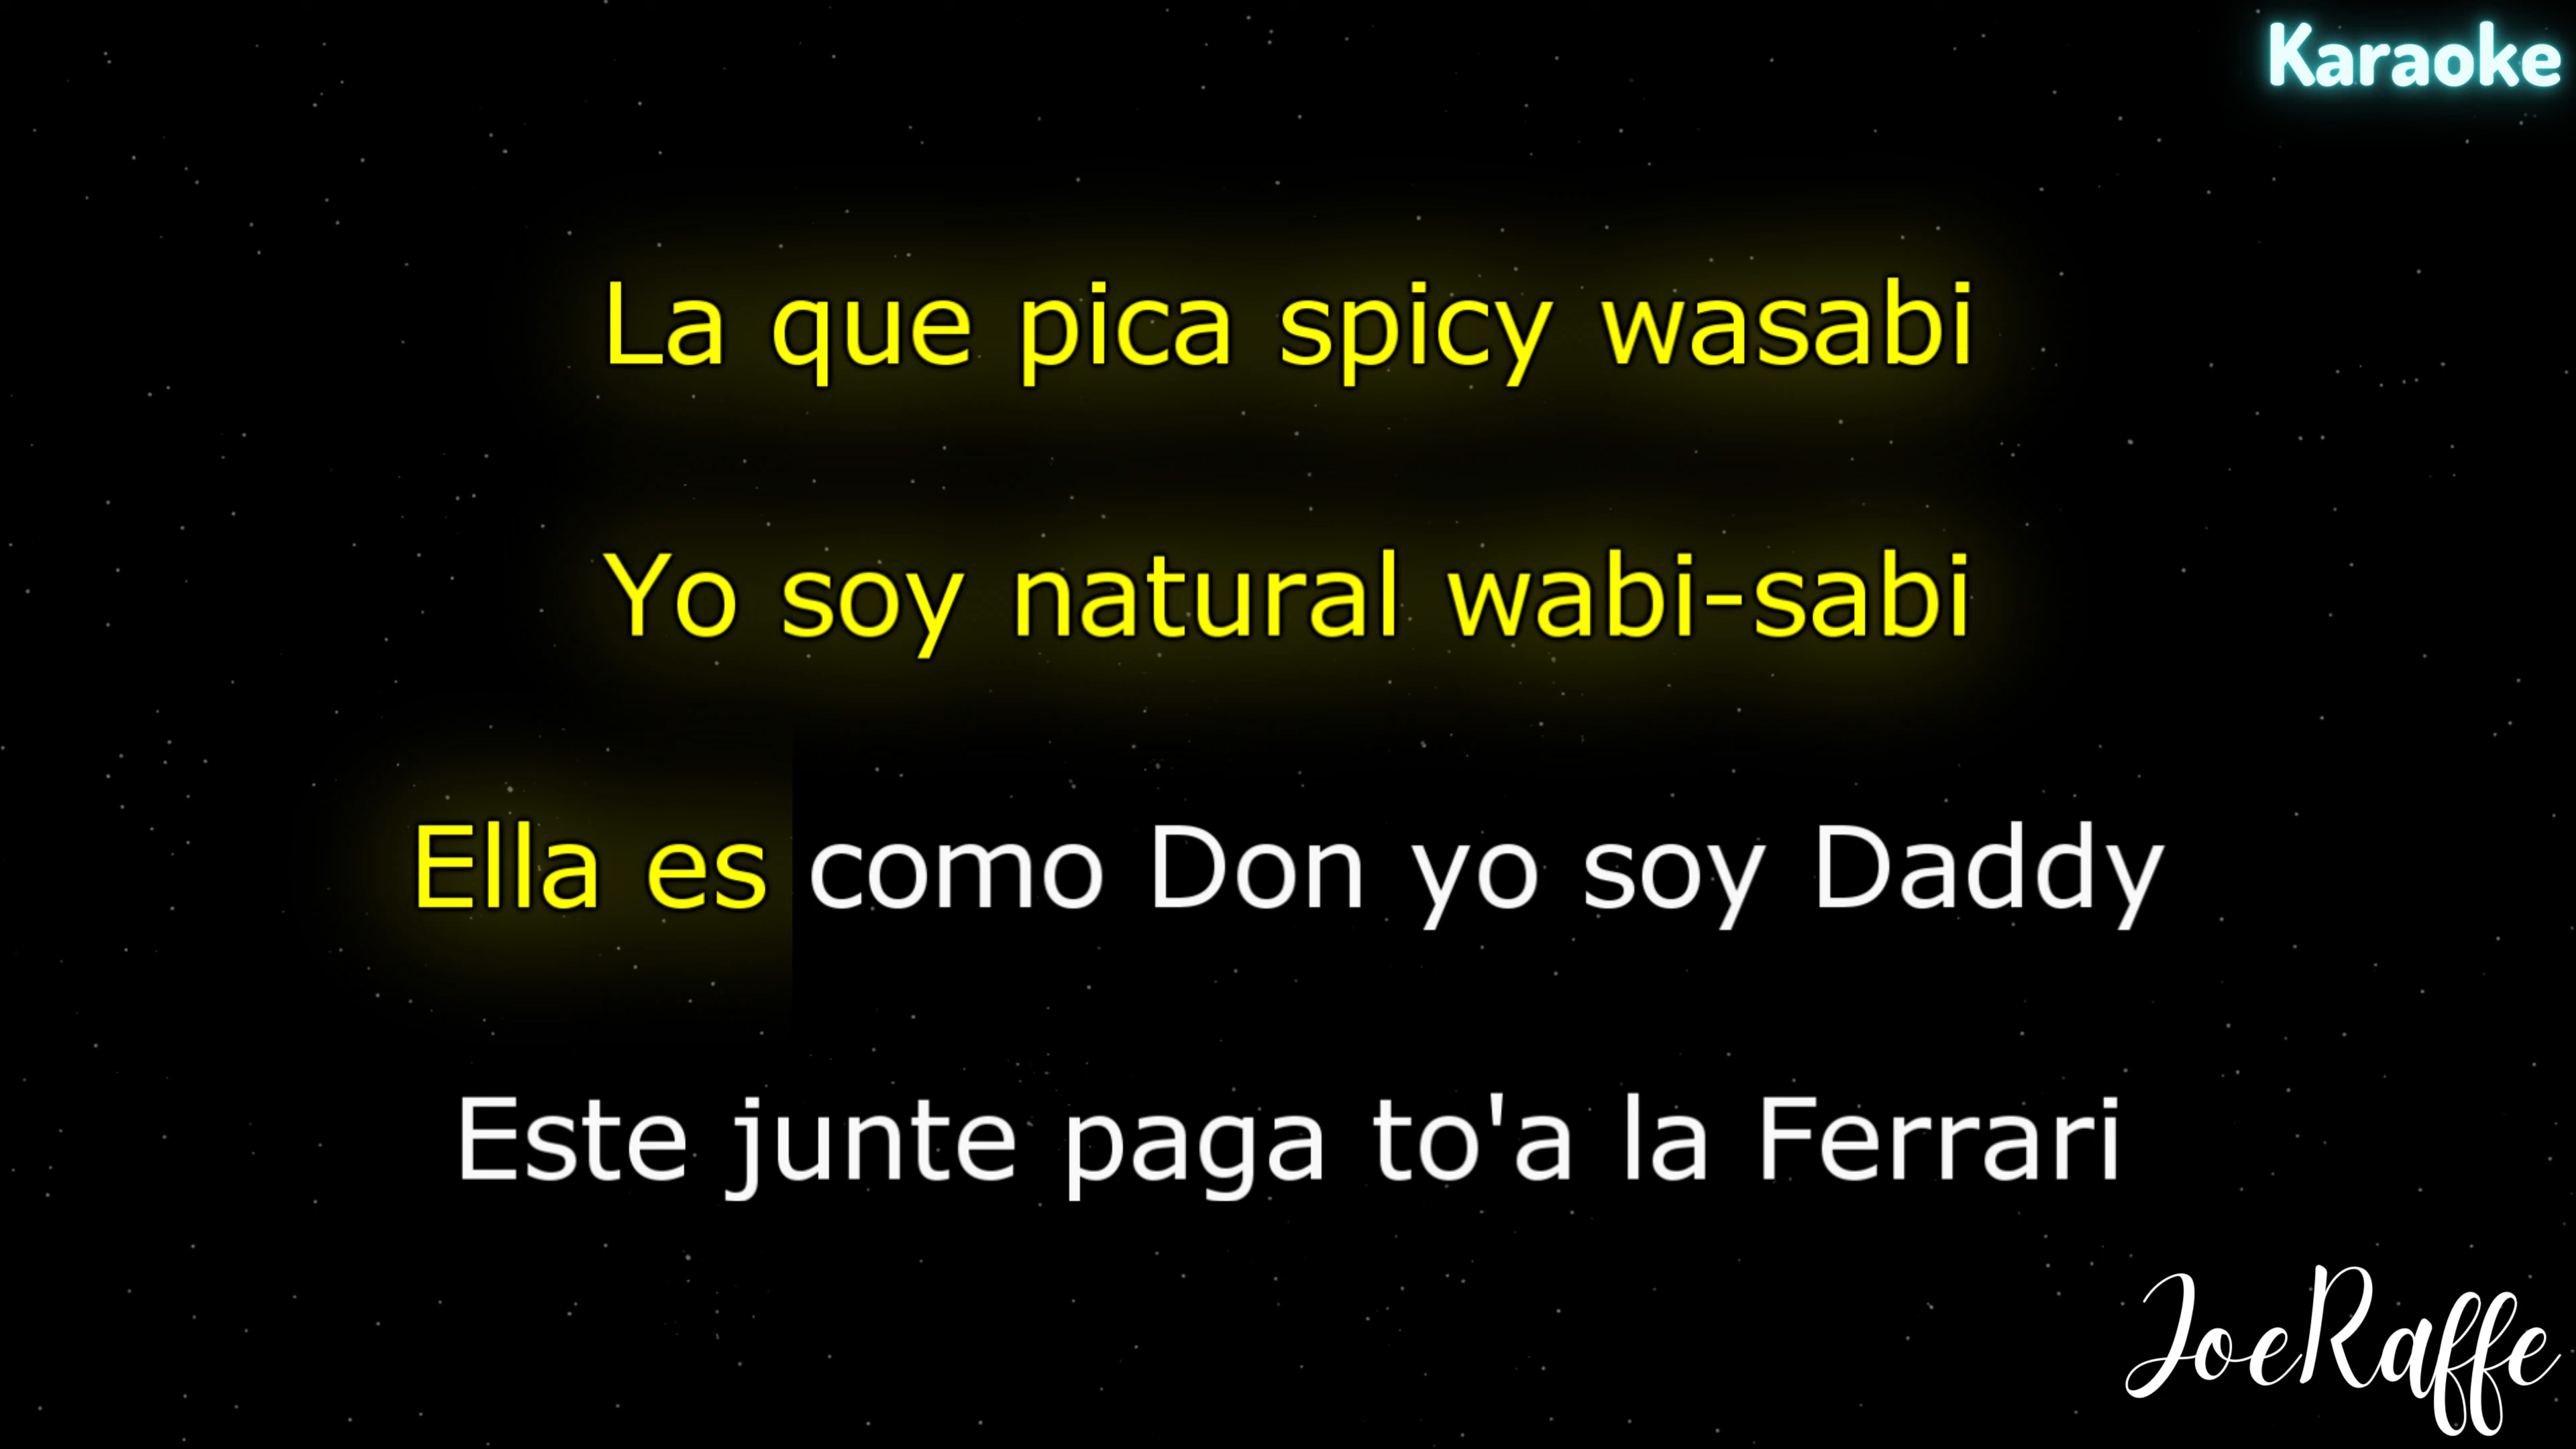 Karaoke
La que pica spicy wasabi
Yo soy natural wabi-sabi
Ella es como Don yo soy Daddy
Este junte paga to'a la Ferrari
JoeRaffe